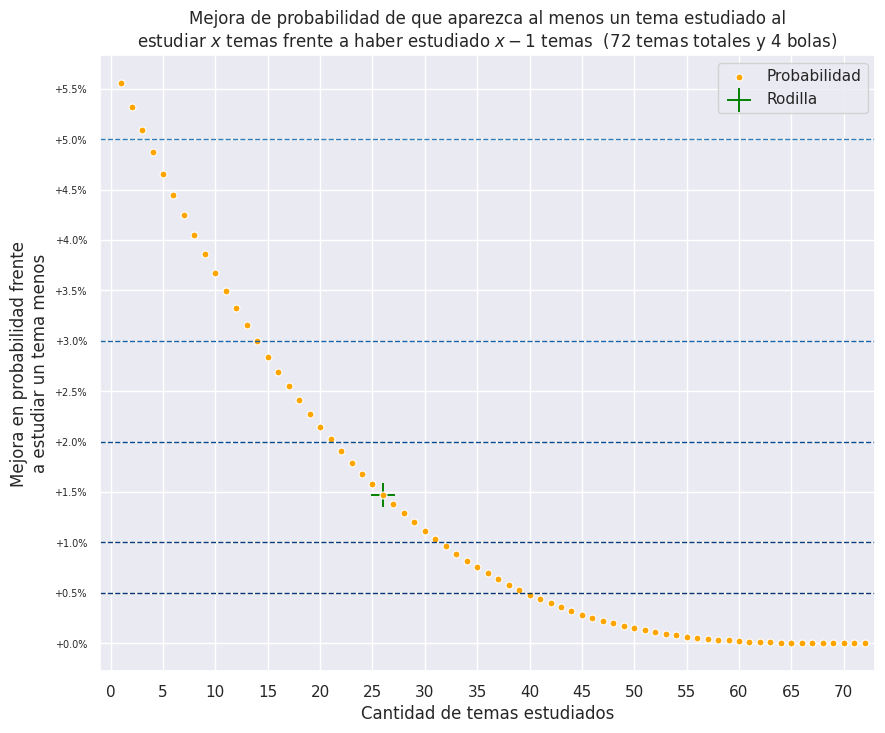 Mejora de probabilidad de que aparezca al menos un tema estudiado al
estudiar x temas frente a haber estudiado x − 1 temas (72 temas totales y 4 bolas)
Probabilidad
Rodilla
Mejora en probabilidad frente
a estudiar un tema menos
+5.5%
+5.0%
+4.5%
+4.0%
+3.5%
+3.0%
+2.5%
+2.0%
+1.5%
+1.0%
+0.5%
+0.0%
0 5 10 15 20 25 30 35 40 45 50 55 60 65 70
Cantidad de temas estudiados